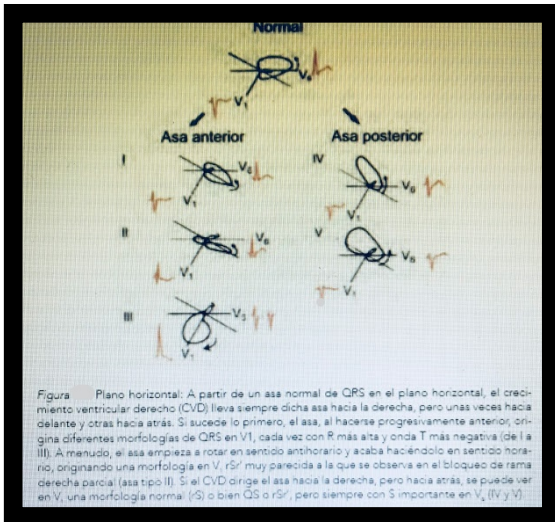 Normal
V₆
V₁
Asa anterior
Asa posterior
I
V₆
V₁
IV
V₆
V₁
II
V₆
V₁
V
V₆
V₁
III
V₁
Figura Plano horizontal: A partir de un asa normal de QRS en el plano horizontal, el creci-
miento ventricular derecho (CVD) lleva siempre dicha asa hacia la derecha, pero unas veces hacia
delante y otras hacia atrás. Si sucede lo primero, el asa, al hacerse progresivamente anterior, ori-
gina diferentes morfologías de QRS en V1, cada vez con R más alta y onda T más negativa (de I a
III). A menudo, el asa empieza a rotar en sentido antihorario y acaba haciéndolo en sentido hora-
rio, originando una morfología en V, rSr' muy parecida a la que se observa en el bloqueo de rama
derecha parcial (asa tipo II). Si el CVD dirige el asa hacia la derecha, pero hacia atrás, se puede ver
en V, una morfología normal (rS) o bien QS o rSr', pero siempre con S importante en V₆ (IV y V)